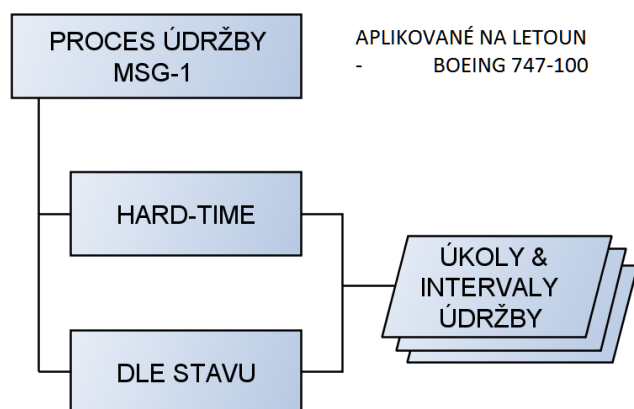 PROCES ÚDRŽBY
MSG-1
APLIKOVANÉ NA LETOUN
- BOEING 747-100
HARD-TIME
ÚKOLY &
INTERVALY
ÚDRŽBY
DLE STAVU